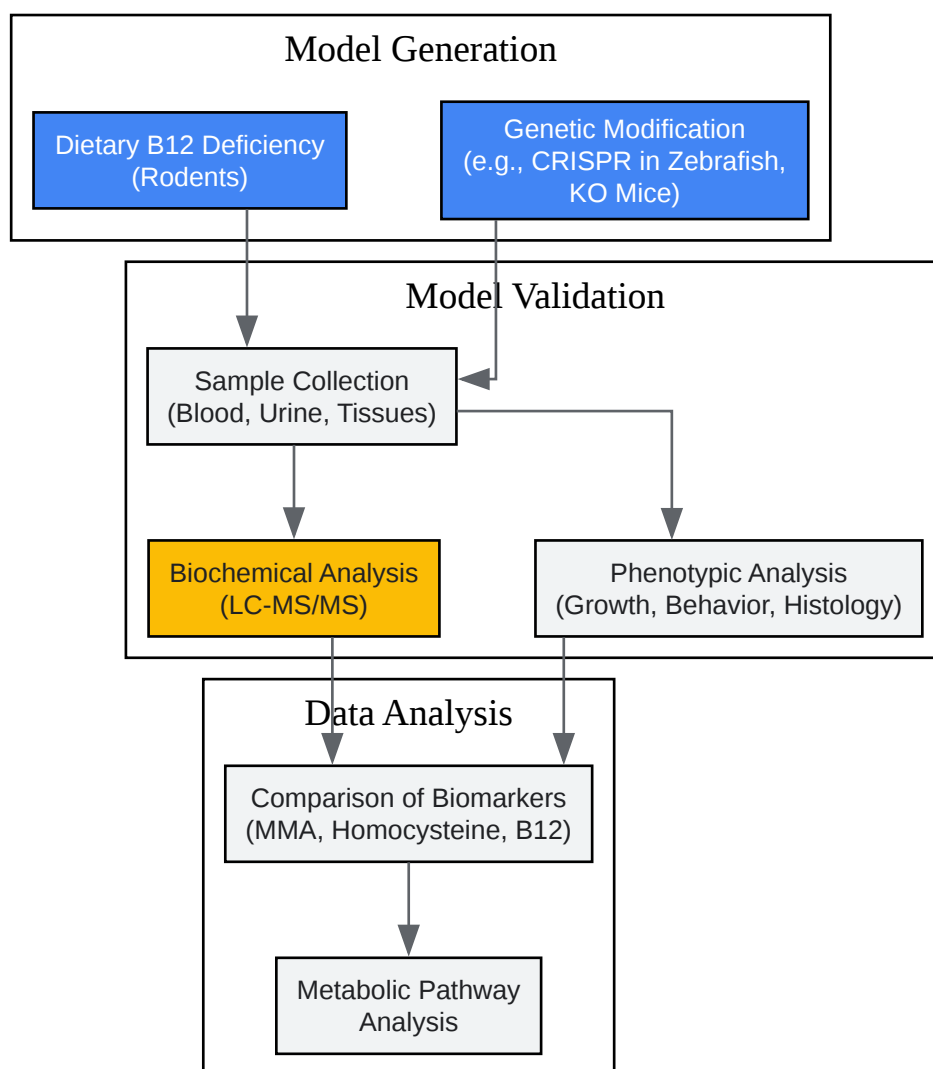 Model Generation
Dietary B12 Deficiency
(Rodents)
Genetic Modification
(e.g., CRISPR in Zebrafish,
KO Mice)
Model Validation
Sample Collection
(Blood, Urine, Tissues)
Biochemical Analysis
(LC-MS/MS)
Phenotypic Analysis
(Growth, Behavior, Histology)
Data Analysis
Comparison of Biomarkers
(MMA, Homocysteine, B12)
Metabolic Pathway
Analysis